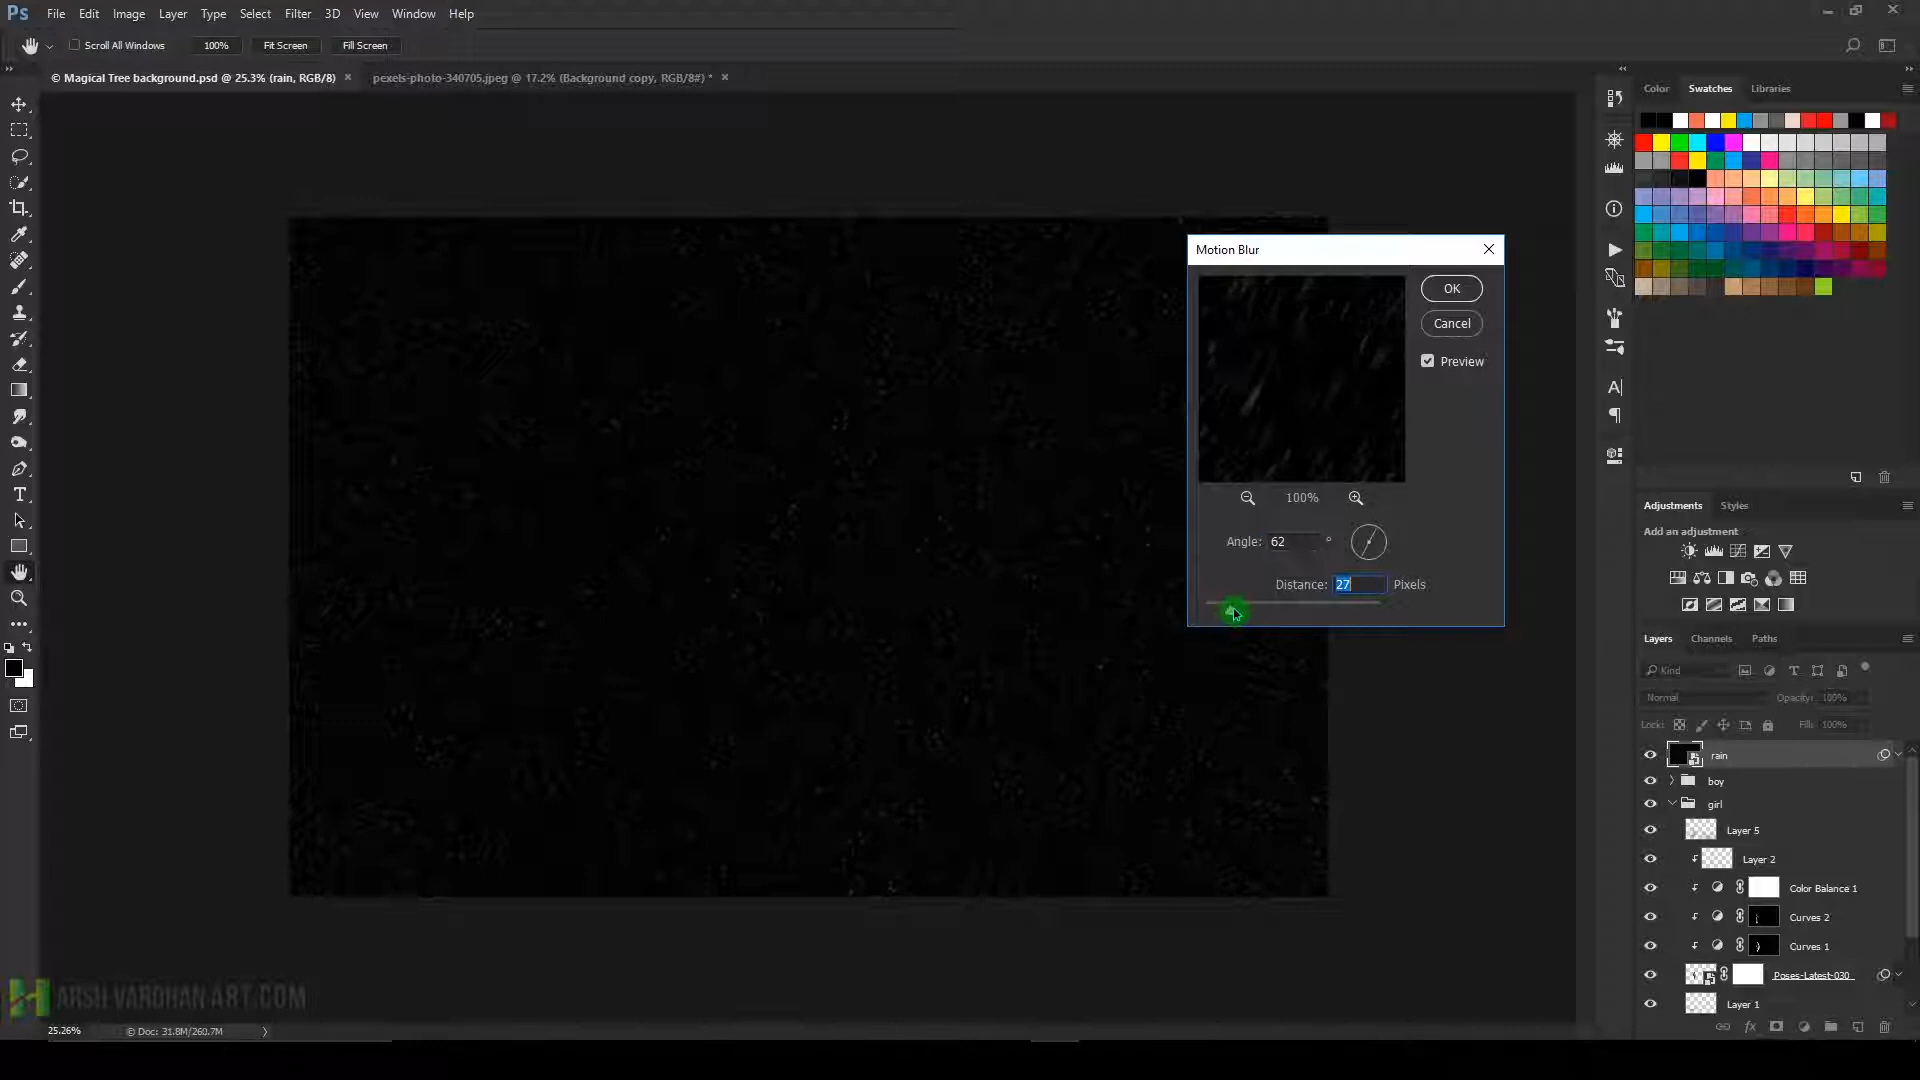 Ps File Edit Image Layer Type Select Filter 3D View Window Help
Scroll All Windows 100% Fit Screen Fill Screen
© Magical Tree background.psd @ 25.3% (rain, RGB/8) × pexels-photo-340705.jpeg @ 17.2% (Background copy, RGB/8#) * ×
Color Swatches Libraries
Motion Blur
OK
Cancel
Preview
100%
Angle: 62 °
Distance: 27 Pixels
Adjustments Styles
Add an adjustment
Layers Channels Paths
Kind
Normal Opacity: 100%
Lock: Fill: 100%
rain
boy
girl
Layer 5
Layer 2
Color Balance 1
Curves 2
Curves 1
Poses-Latest-030
Layer 1
ARSH VARDHAN ART.COM
25.26% © Doc: 31.8M/260.7M